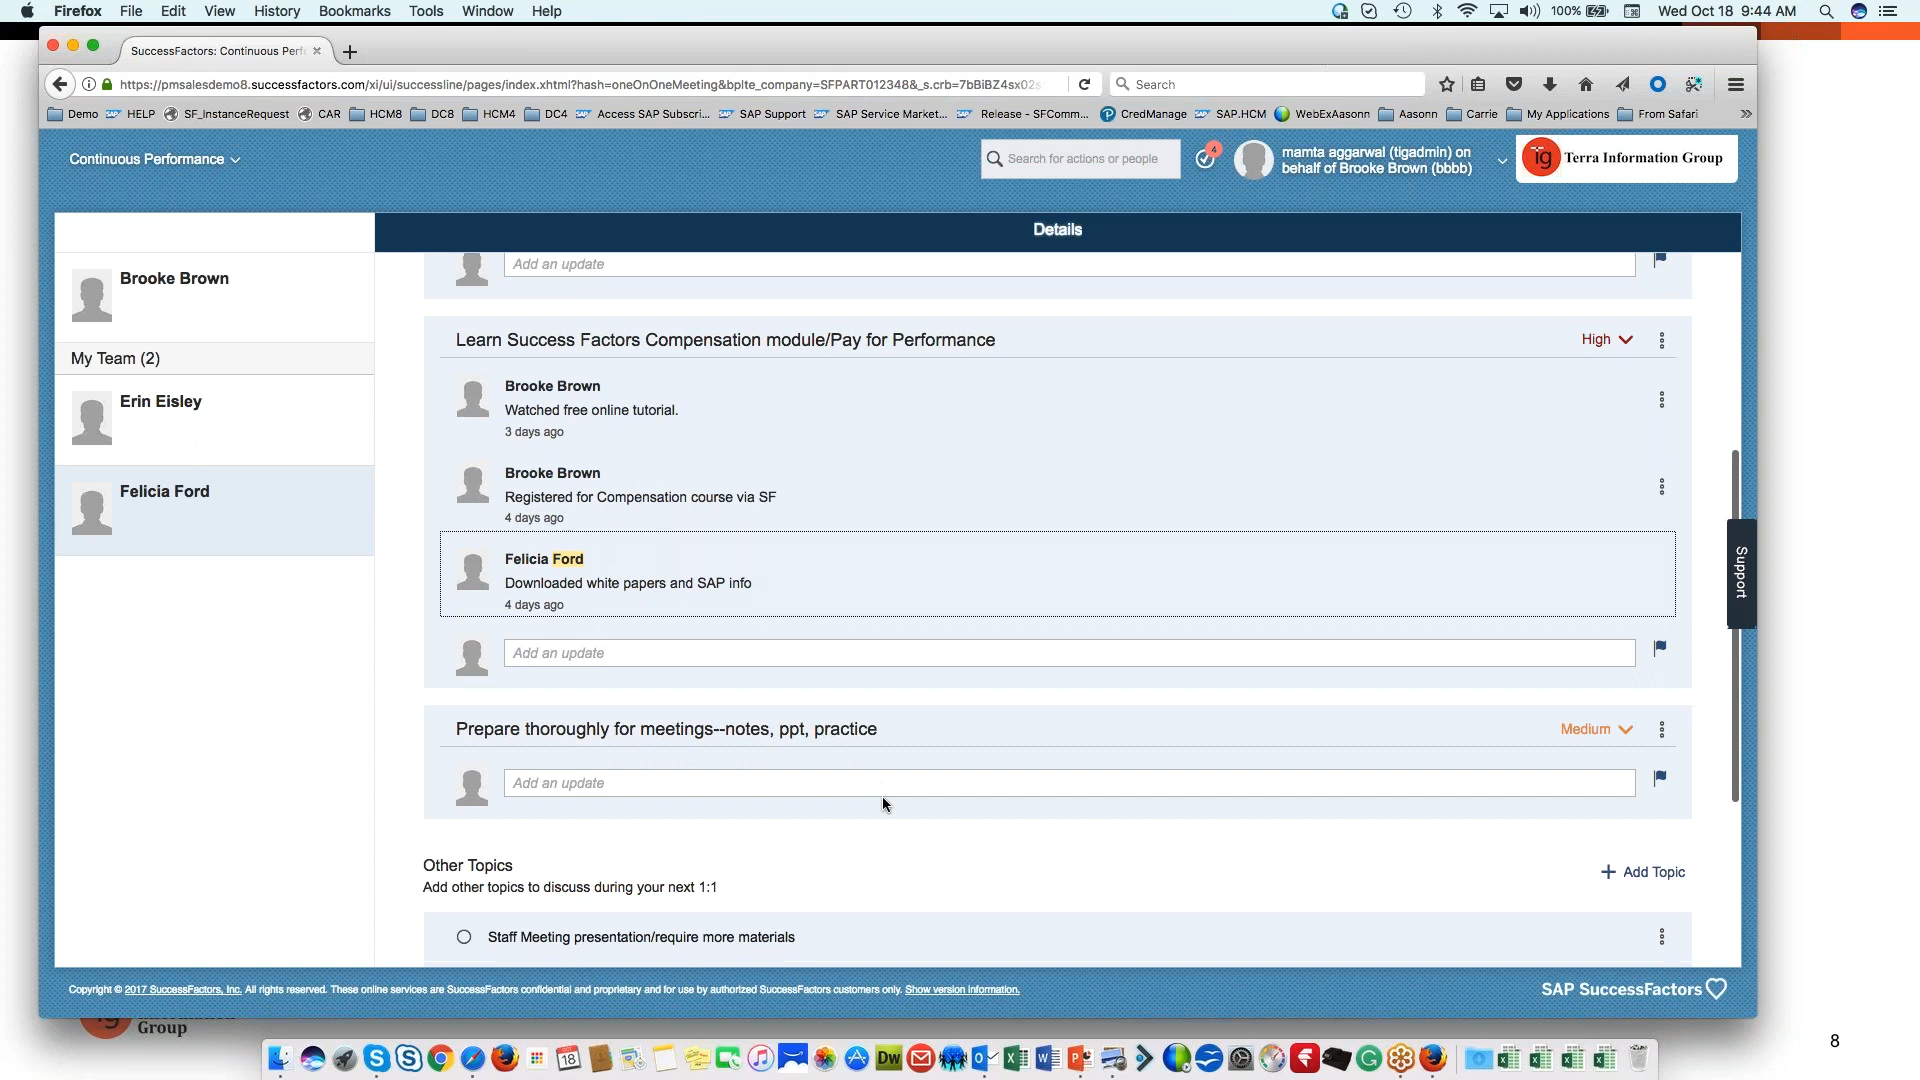 Firefox File Edit View History Bookmarks Tools Window Help 100% Wed Oct 18 9:44 AM
SuccessFactors: Continuous Perf
https://pmsalesdemo8.successfactors.com/xi/ui/successline/pages/index.xhtml?hash=oneOnOneMeeting&bplte_company=SFPART012348&_s.crb=7bBiBZ4sx02s Search
Demo HELP SF_InstanceRequest CAR HCM8 DC8 HCM4 DC4 Access SAP Subscri... SAP Support SAP Service Market... Release - SFComm... CredManage SAP.HCM WebExAasonn Aasonn Carrie My Applications From Safari
Continuous Performance
Search for actions or people
4
mamta aggarwal (tigadmin) on
behalf of Brooke Brown (bbbb)
tig Terra Information Group
Details
Brooke Brown
My Team (2)
Erin Eisley
Felicia Ford
Add an update
Learn Success Factors Compensation module/Pay for Performance High
Brooke Brown
Watched free online tutorial.
3 days ago
Brooke Brown
Registered for Compensation course via SF
4 days ago
Felicia Ford
Downloaded white papers and SAP info
4 days ago
Add an update
Prepare thoroughly for meetings--notes, ppt, practice Medium
Add an update
Other Topics
Add other topics to discuss during your next 1:1
Add Topic
Staff Meeting presentation/require more materials
Support
Copyright © 2017 SuccessFactors, Inc. All rights reserved. These online services are SuccessFactors confidential and proprietary and for use by authorized SuccessFactors customers only. Show version information.
SAP SuccessFactors
Group
18
Dw
8